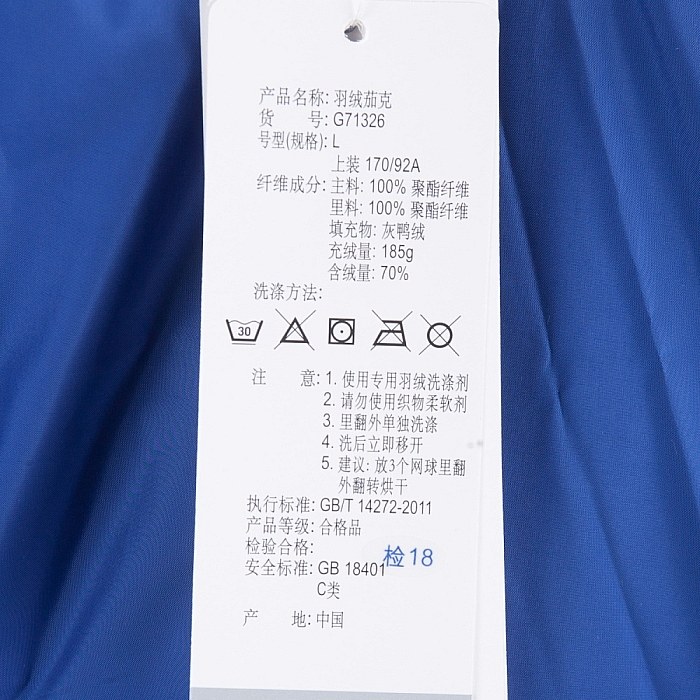 产品名称: 羽绒茄克
货 号: G71326
号型(规格): L
上装 170/92A
纤维成分: 主料: 100% 聚酯纤维
里料: 100% 聚酯纤维
填充物: 灰鸭绒
充绒量: 185g
含绒量: 70%
洗涤方法:
30
注 意: 1. 使用专用羽绒洗涤剂
2. 请勿使用织物柔软剂
3. 里翻外单独洗涤
4. 洗后立即移开
5. 建议: 放3个网球里翻
外翻转烘干
执行标准: GB/T 14272-2011
产品等级: 合格品
检验合格:
检18
安全标准: GB 18401
C类
产 地: 中国